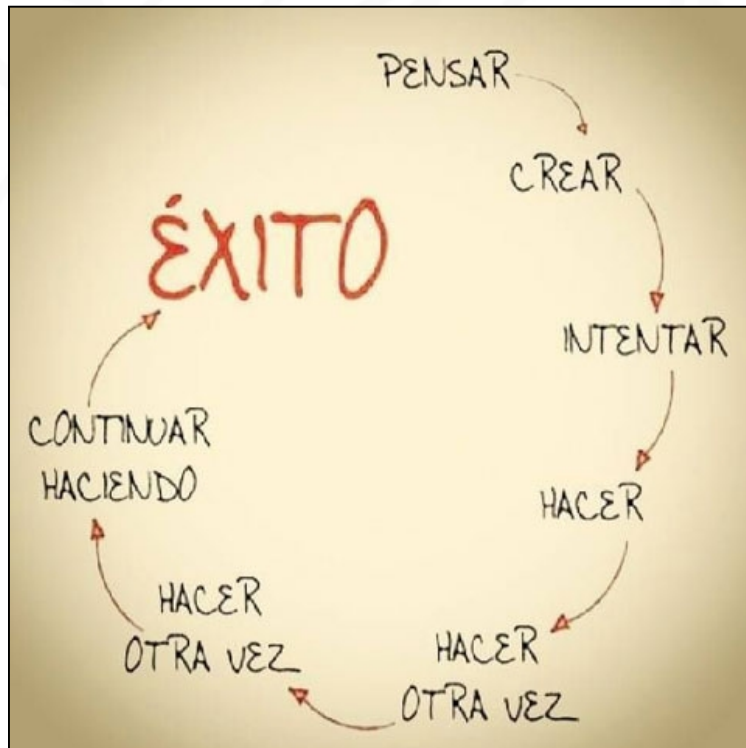 PENSAR
CREAR
INTENTAR
HACER
HACER
OTRA VEZ
HACER
OTRA VEZ
CONTINUAR
HACIENDO
ÉXITO